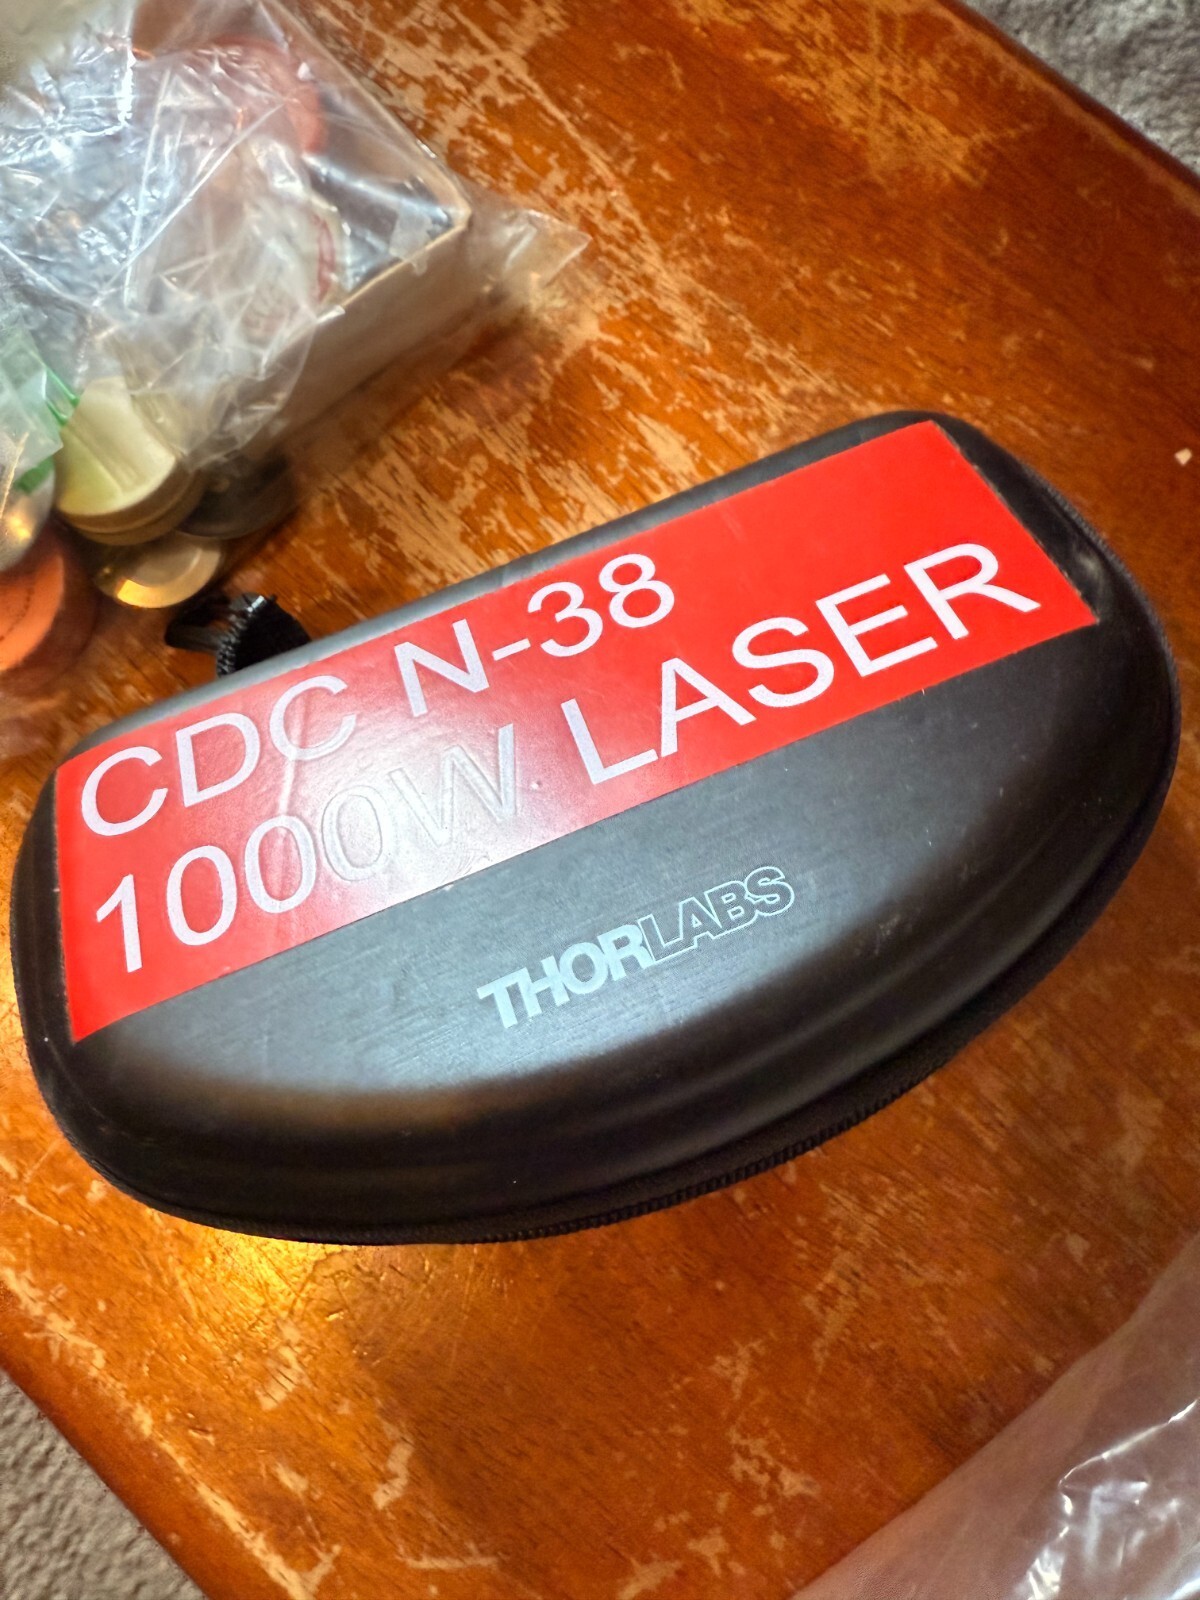 CDC N-38
1000W LASER
THORLABS